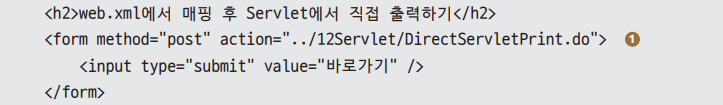 <h2>web.xml에서 매핑 후 Servlet에서 직접 출력하기</h2>
<form method="post" action="../12Servlet/DirectServletPrint.do"> ❶
<input type="submit" value="바로가기" />
</form>